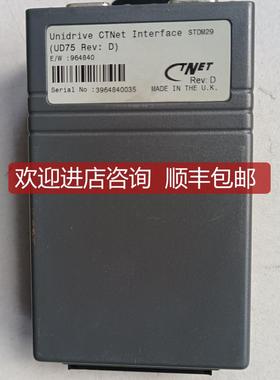 Unidrive CTNet Interface STDM29
(UD75 Rev: D)
E/W :964840
CTNET
Rev: D
Serial No :3964840035 MADE IN THE U.K.
欢迎进店咨询 顺丰包邮